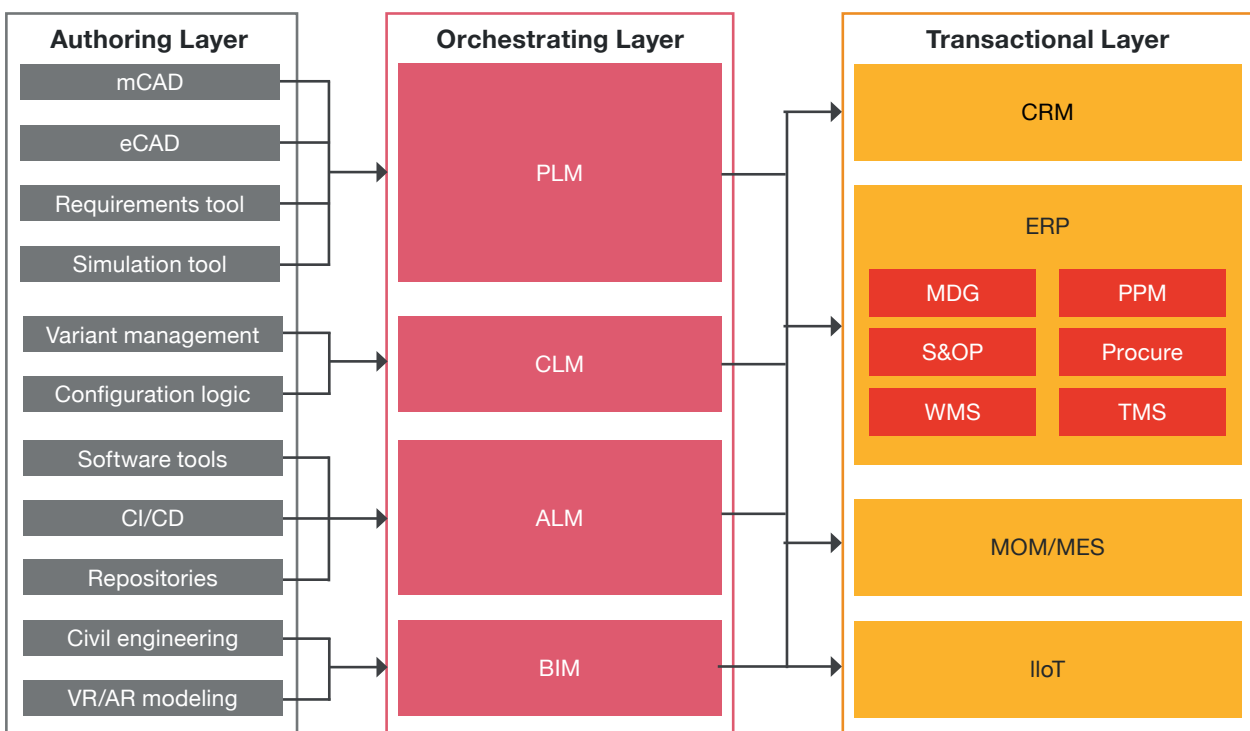 Authoring Layer
mCAD
eCAD
Requirements tool
Simulation tool
Variant management
Configuration logic
Software tools
CI/CD
Repositories
Civil engineering
VR/AR modeling
Orchestrating Layer
PLM
CLM
ALM
BIM
Transactional Layer
CRM
ERP
MDG
PPM
S&OP
Procure
WMS
TMS
MOM/MES
IIoT